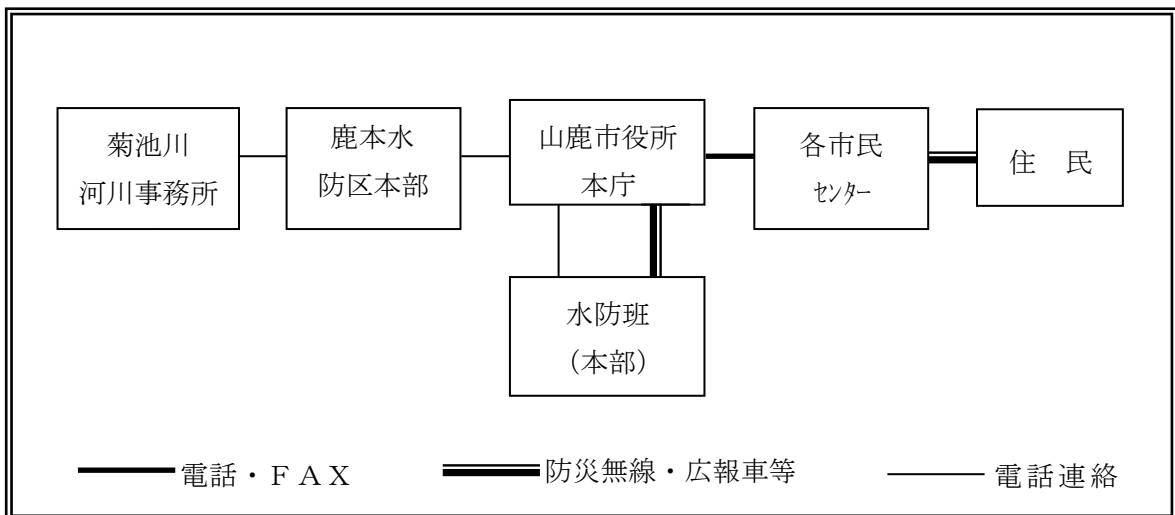 菊池川
河川事務所
鹿本水
防区本部
山鹿市役所
本庁
各市民
ｾﾝﾀｰ
住　民
水防班
（本部）
電話・ＦＡＸ
防災無線・広報車等
電話連絡